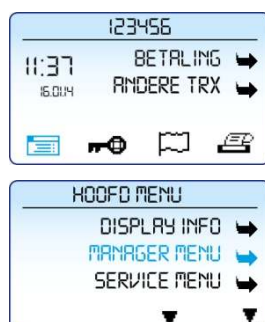 123456
BETALING
11:37
ANDERE TRX
16.01.14
HOOFD MENU
DISPLAY INFO
MANAGER MENU
SERVICE MENU